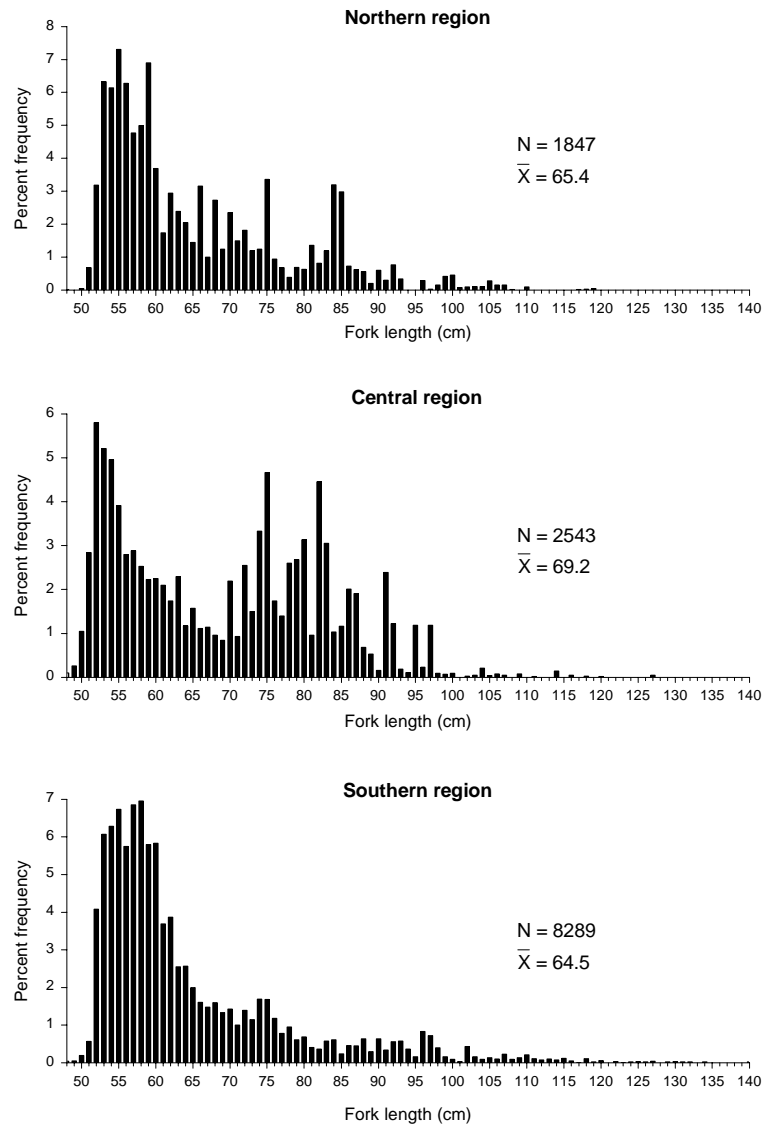 Northern region
8
7
6
5
4
3
2
1
0
Percent frequency
N = 1847
X̅ = 65.4
50 55 60 65 70 75 80 85 90 95 100 105 110 115 120 125 130 135 140
Fork length (cm)
Central region
6
5
4
3
2
1
0
Percent frequency
N = 2543
X̅ = 69.2
50 55 60 65 70 75 80 85 90 95 100 105 110 115 120 125 130 135 140
Fork length (cm)
Southern region
7
6
5
4
3
2
1
0
Percent frequency
N = 8289
X̅ = 64.5
50 55 60 65 70 75 80 85 90 95 100 105 110 115 120 125 130 135 140
Fork length (cm)